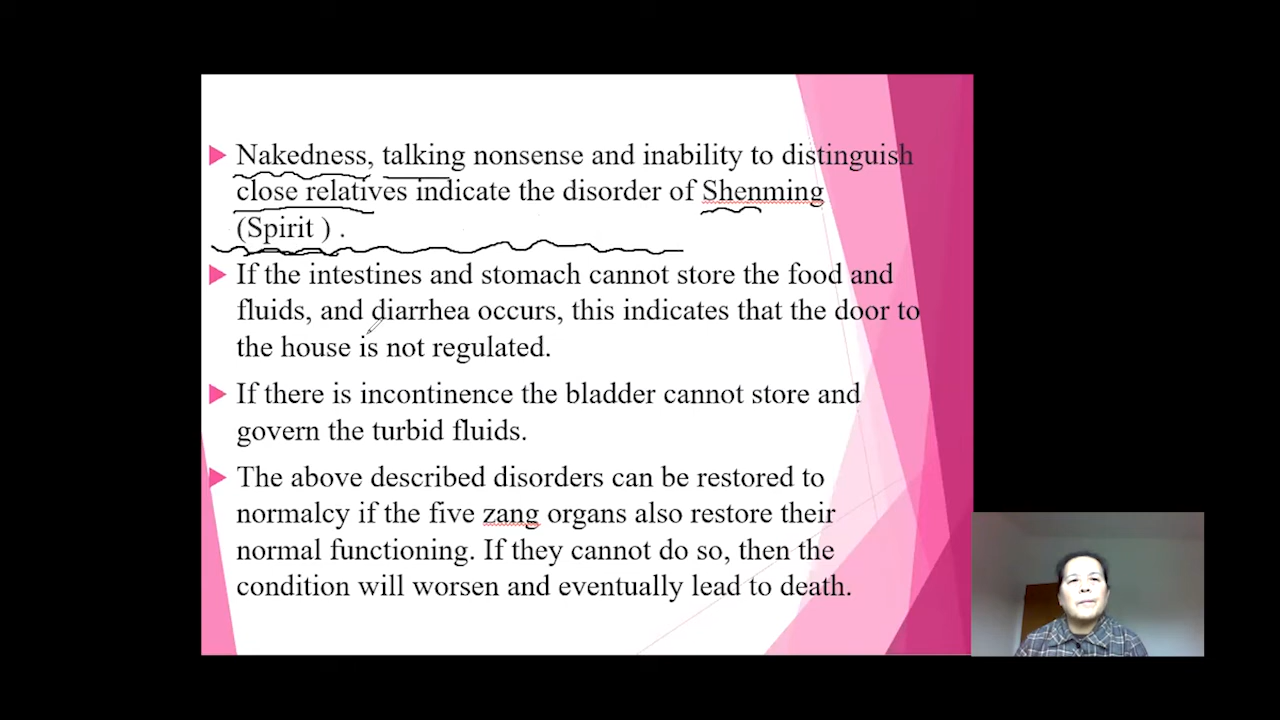 Nakedness, talking nonsense and inability to distinguish
close relatives indicate the disorder of Shenming
(Spirit ) .
If the intestines and stomach cannot store the food and
fluids, and diarrhea occurs, this indicates that the door to
the house is not regulated.
If there is incontinence the bladder cannot store and
govern the turbid fluids.
The above described disorders can be restored to
normalcy if the five zang organs also restore their
normal functioning. If they cannot do so, then the
condition will worsen and eventually lead to death.